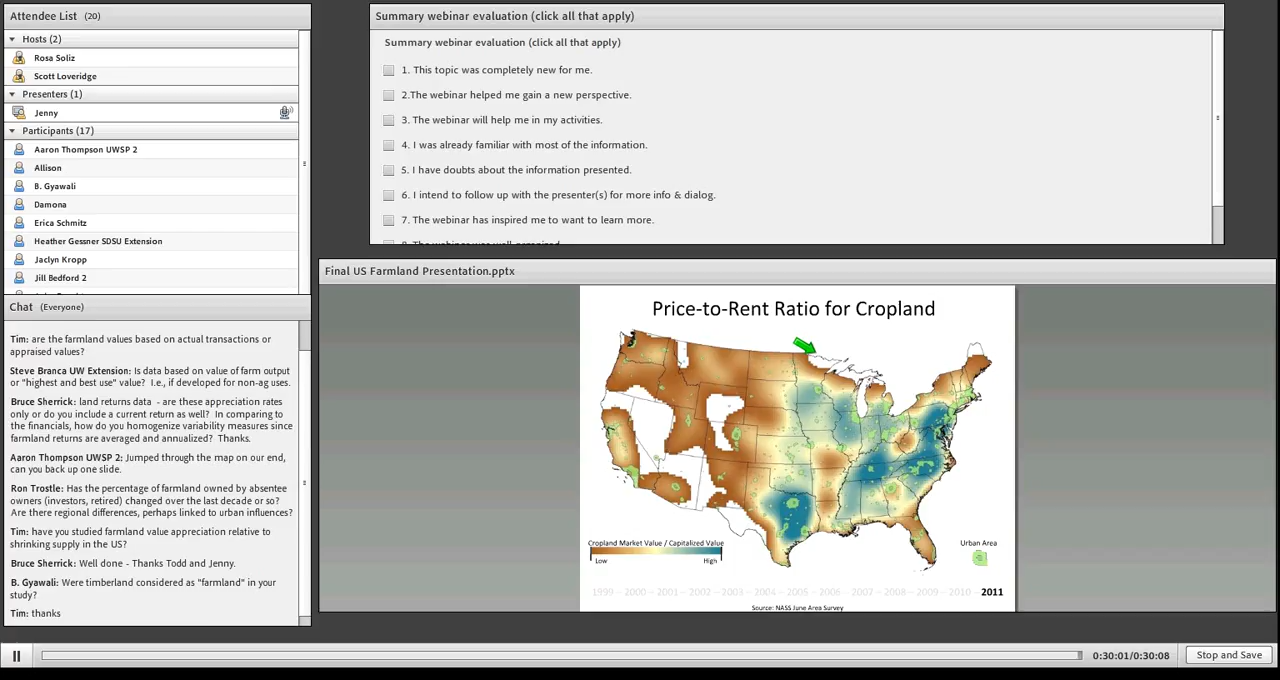 Attendee List (20)
Hosts (2)
Rosa Soliz
Scott Loveridge
Presenters (1)
Jenny
Participants (17)
Aaron Thompson UWSP 2
Allison
B. Gyawali
Damona
Erica Schmitz
Heather Gessner SDSU Extension
Jaclyn Kropp
Jill Bedford 2
Chat (Everyone)
Tim: are the farmland values based on actual transactions or
appraised values?
Steve Branca UW Extension: Is data based on value of farm output
or "highest and best use" value? I.e., if developed for non-ag uses.
Bruce Sherrick: land returns data - are these appreciation rates
only or do you include a current return as well? In comparing to
the financials, how do you homogenize variability measures since
farmland returns are averaged and annualized? Thanks.
Aaron Thompson UWSP 2: Jumped through the map on our end,
can you back up one slide.
Ron Trostle: Has the percentage of farmland owned by absentee
owners (investors, retired) changed over the last decade or so?
Are there regional differences, perhaps linked to urban influences?
Tim: have you studied farmland value appreciation relative to
shrinking supply in the US?
Bruce Sherrick: Well done - Thanks Todd and Jenny.
B. Gyawali: Were timberland considered as "farmland" in your
study?
Tim: thanks
Summary webinar evaluation (click all that apply)
Summary webinar evaluation (click all that apply)
1. This topic was completely new for me.
2.The webinar helped me gain a new perspective.
3. The webinar will help me in my activities.
4. I was already familiar with most of the information.
5. I have doubts about the information presented.
6. I intend to follow up with the presenter(s) for more info & dialog.
7. The webinar has inspired me to want to learn more.
8. The webinar was well organized.
Final US Farmland Presentation.pptx
Price-to-Rent Ratio for Cropland
Cropland Market Value / Capitalized Value
Low High
Urban Area
1999 – 2000 – 2001 – 2002 – 2003 – 2004 – 2005 – 2006 – 2007 – 2008 – 2009 – 2010 – 2011
Source: NASS June Area Survey
0:30:01/0:30:08
Stop and Save